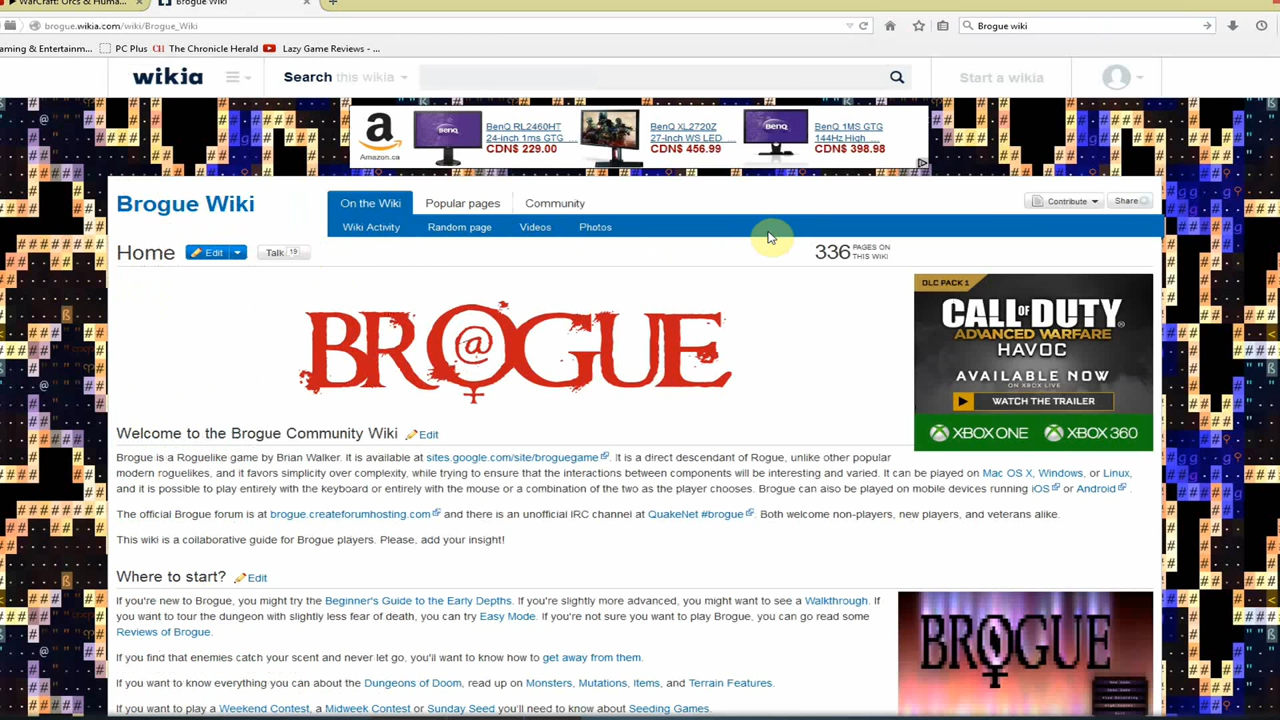 WarCraft: Orcs & Huma...
Brogue Wiki
brogue.wikia.com/wiki/Brogue_Wiki
Brogue wiki
aming & Entertainm...
PC Plus
CH The Chronicle Herald
Lazy Game Reviews - ...
wikia
Search this wikia
Start a wikia
a
Amazon.ca
BenQ
BenQ RL2460HT
24-Inch 1ms GTG ...
CDN$ 229.00
BenQ XL2720Z
27-Inch WS LED ...
CDN$ 456.99
BenQ
BenQ 1MS GTG
144Hz High ...
CDN$ 398.98
Brogue Wiki
On the Wiki
Popular pages
Community
Contribute
Share
Wiki Activity
Random page
Videos
Photos
Home
Edit
Talk 19
336 PAGES ON
THIS WIKI
BR@GUE
DLC PACK 1
CALL OF DUTY
ADVANCED WARFARE
HAVOC
AVAILABLE NOW
ON XBOX LIVE
WATCH THE TRAILER
XBOX ONE
XBOX 360
Welcome to the Brogue Community Wiki Edit
Brogue is a Roguelike game by Brian Walker. it is available at sites.google.com/site/broguegame. It is a direct descendant of Rogue, unlike other popular
modern roguelikes, and it favors simplicity over complexity, while trying to ensure that the interactions between components will be interesting and varied. It can be played on Mac OS X, Windows, or Linux,
and it is possible to play entirely with the keyboard or entirely with the mouse or a combination of the two as the player chooses. Brogue can also be played on mobile devices running iOS or Android .
The official Brogue forum is at brogue.createforumhosting.com and there is an unofficial IRC channel at QuakeNet #brogue. Both welcome non-players, new players, and veterans alike.
This wiki is a collaborative guide for Brogue players. Please, add your insight!
Where to start? Edit
If you're new to Brogue, you might try the Beginner's Guide to the Early Depths. If you're slightly more advanced, you might want to see a Walkthrough. If
you want to tour the dungeon with slightly less fear of death, you can try Easy Mode. If you're not sure you want to play Brogue, you can go read some
Reviews of Brogue.
If you find that enemies catch your scent and never let go, you'll want to know how to get away from them.
If you want to know everything you can about the Dungeons of Doom, read up on Monsters, Mutations, Items, and Terrain Features.
If you want to play a Weekend Contest, a Midweek Contest or Sunday Seed you'll need to know about Seeding Games.
BROGUE